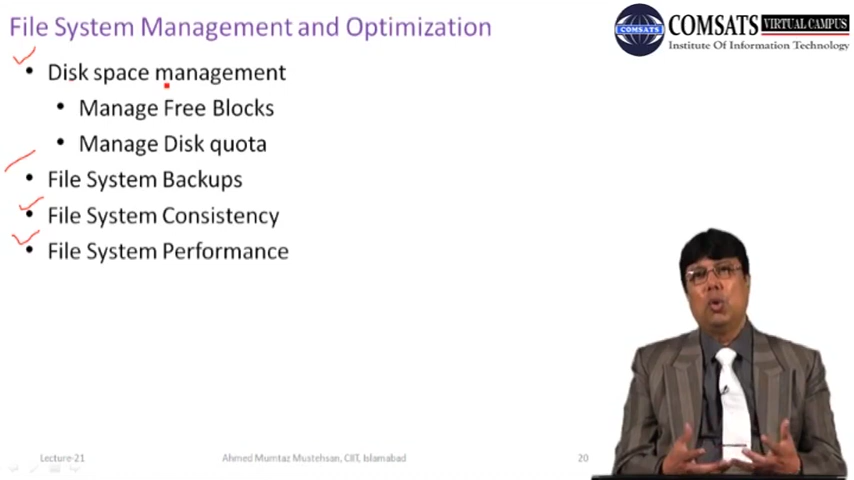 File System Management and Optimization
COMSATS VIRTUAL CAMPUS
Institute Of Information Technology
COMSATS
• Disk space management
• Manage Free Blocks
• Manage Disk quota
• File System Backups
• File System Consistency
• File System Performance
Lecture-21
Ahmed Mumtaz Mustehsan, CIIT, Islamabad
20